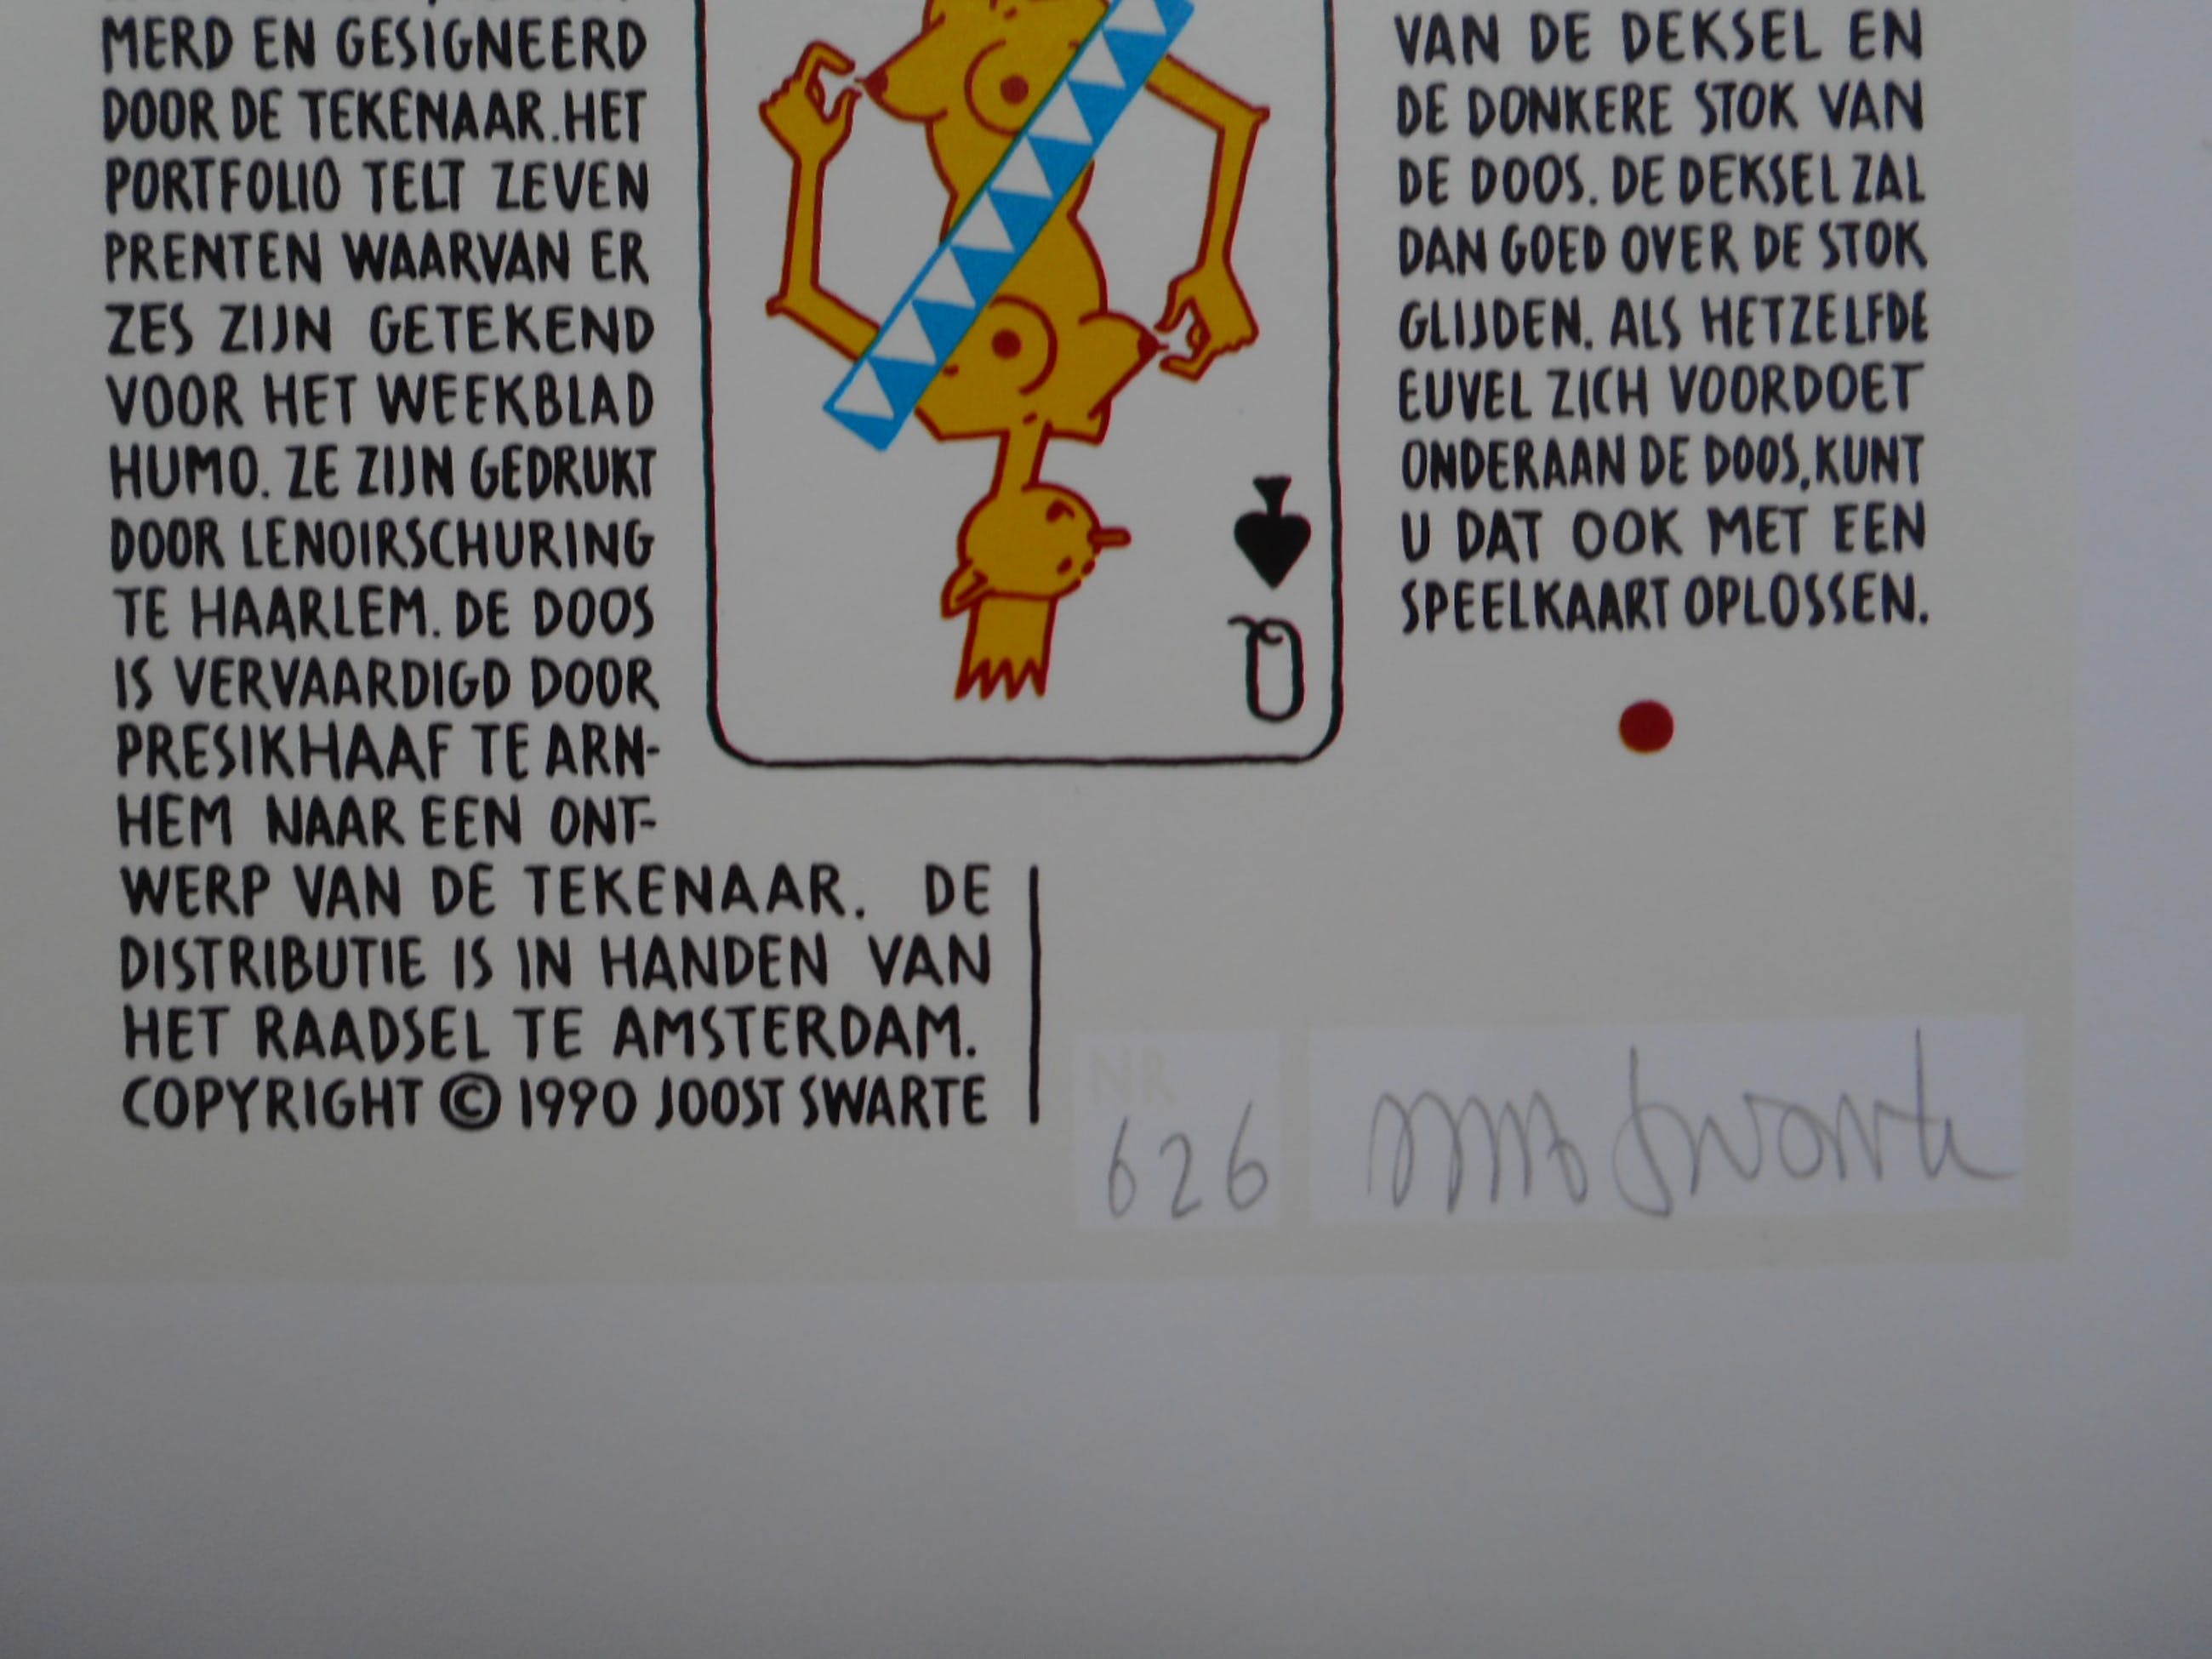 MERD EN GESIGNEERD
DOOR DE TEKENAAR. HET
PORTFOLIO TELT ZEVEN
PRENTEN WAARVAN ER
ZES ZIJN GETEKEND
VOOR HET WEEKBLAD
HUMO. ZE ZIJN GEDRUKT
DOOR LENOIRSCHURING
TE HAARLEM. DE DOOS
IS VERVAARDIGD DOOR
PRESIKHAAF TE ARN-
HEM NAAR EEN ONT-
WERP VAN DE TEKENAAR. DE
DISTRIBUTIE IS IN HANDEN VAN
HET RAADSEL TE AMSTERDAM.
COPYRIGHT © 1990 JOOST SWARTE
Q
VAN DE DEKSEL EN
DE DONKERE STOK VAN
DE DOOS. DE DEKSEL ZAL
DAN GOED OVER DE STOK
GLIJDEN. ALS HETZELFDE
EUVEL ZICH VOORDOET
ONDERAAN DE DOOS, KUNT
U DAT OOK MET EEN
SPEELKAART OPLOSSEN.
NR
626
Joost Swarte